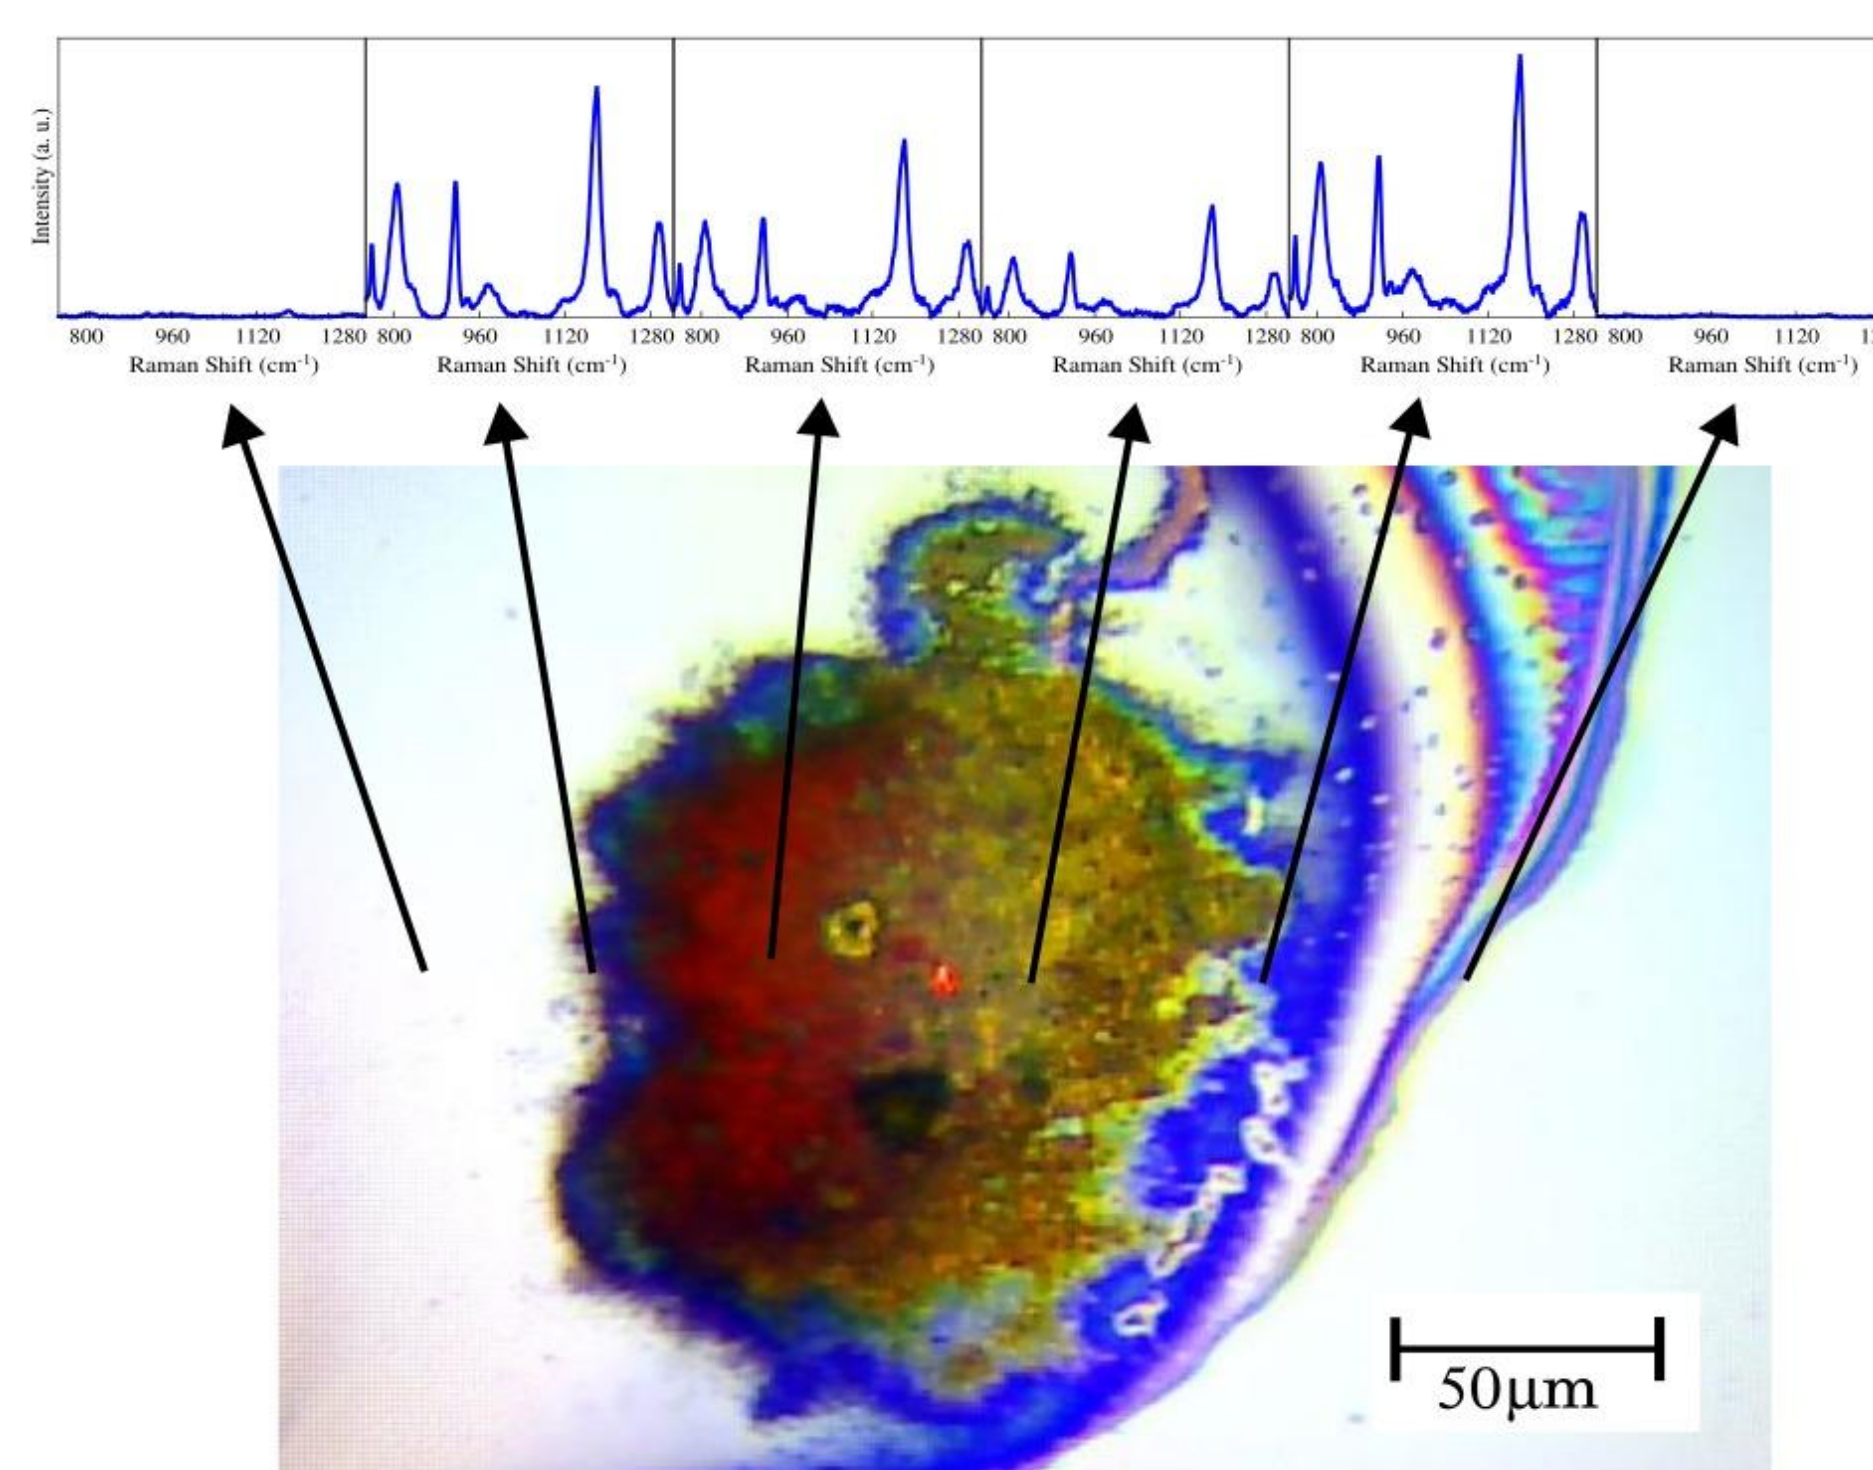 Intensity (a. u.)
800 960 1120 1280 800 960 1120 1280 800 960 1120 1280 800 960 1120 1280 800 960 1120 1280 800 960 1120
Raman Shift (cm⁻¹) Raman Shift (cm⁻¹) Raman Shift (cm⁻¹) Raman Shift (cm⁻¹) Raman Shift (cm⁻¹) Raman Shift (cm⁻¹)
50μm